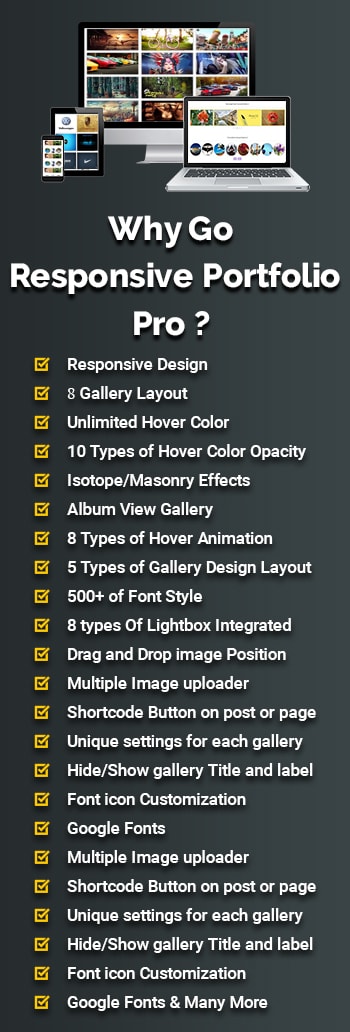 Why Go
Responsive Portfolio
Pro ?
Responsive Design
8 Gallery Layout
Unlimited Hover Color
10 Types of Hover Color Opacity
Isotope/Masonry Effects
Album View Gallery
8 Types of Hover Animation
5 Types of Gallery Design Layout
500+ of Font Style
8 types Of Lightbox Integrated
Drag and Drop image Position
Multiple Image uploader
Shortcode Button on post or page
Unique settings for each gallery
Hide/Show gallery Title and label
Font icon Customization
Google Fonts
Multiple Image uploader
Shortcode Button on post or page
Unique settings for each gallery
Hide/Show gallery Title and label
Font icon Customization
Google Fonts & Many More